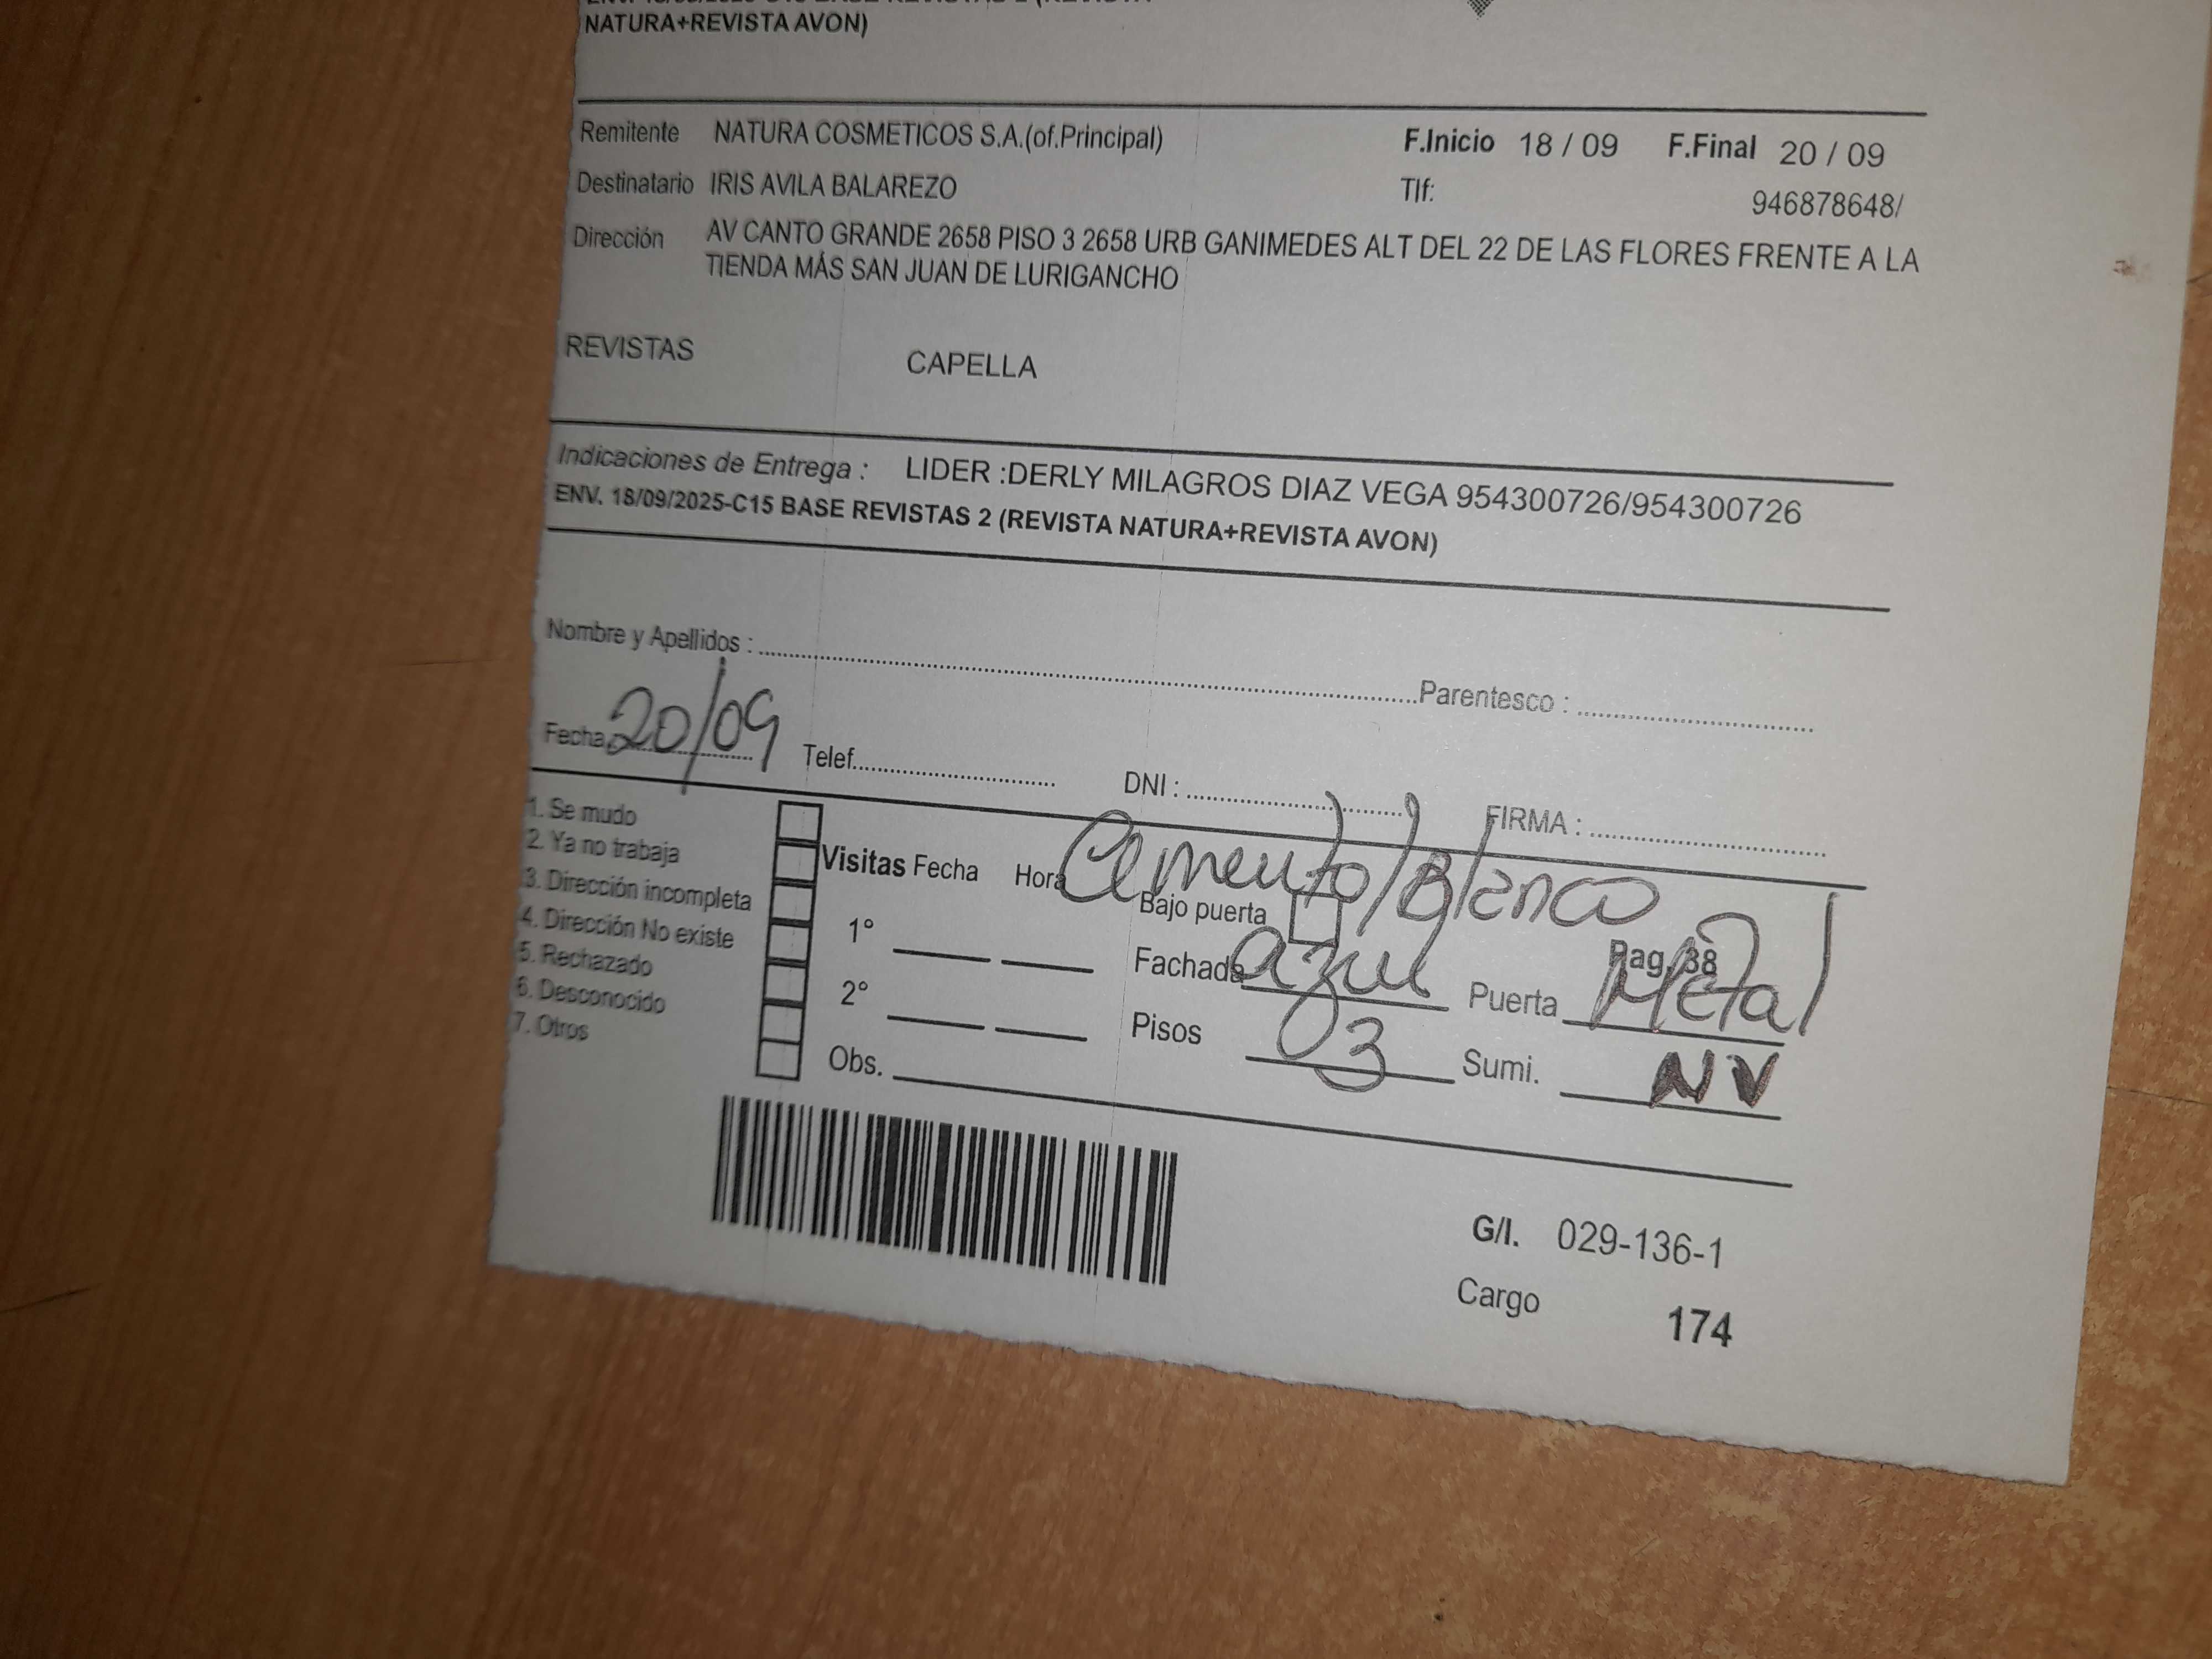 NATURA+REVISTA AVON)
Remitente NATURA COSMETICOS S.A.(of.Principal) F.Inicio 18 / 09 F.Final 20 / 09
Destinatario IRIS AVILA BALAREZO Tlf: 946878648/
Dirección AV CANTO GRANDE 2658 PISO 3 2658 URB GANIMEDES ALT DEL 22 DE LAS FLORES FRENTE A LA
TIENDA MÁS SAN JUAN DE LURIGANCHO
REVISTAS CAPELLA
Indicaciones de Entrega : LIDER :DERLY MILAGROS DIAZ VEGA 954300726/954300726
ENV. 18/09/2025-C15 BASE REVISTAS 2 (REVISTA NATURA+REVISTA AVON)
Nombre y Apellidos : Parentesco :
Fecha 20/09 Telef. DNI : FIRMA :
1. Se mudo
2. Ya no trabaja
3. Dirección incompleta
4. Dirección No existe
5. Rechazado
6. Desconocido
7. Otros
Visitas Fecha Hora
1°
2°
Obs.
Cemento/Blanco
Bajo puerta
Pag. 38
Fachada azul Puerta Metal
Pisos 03 Sumi. NV
G/I. 029-136-1
Cargo 174